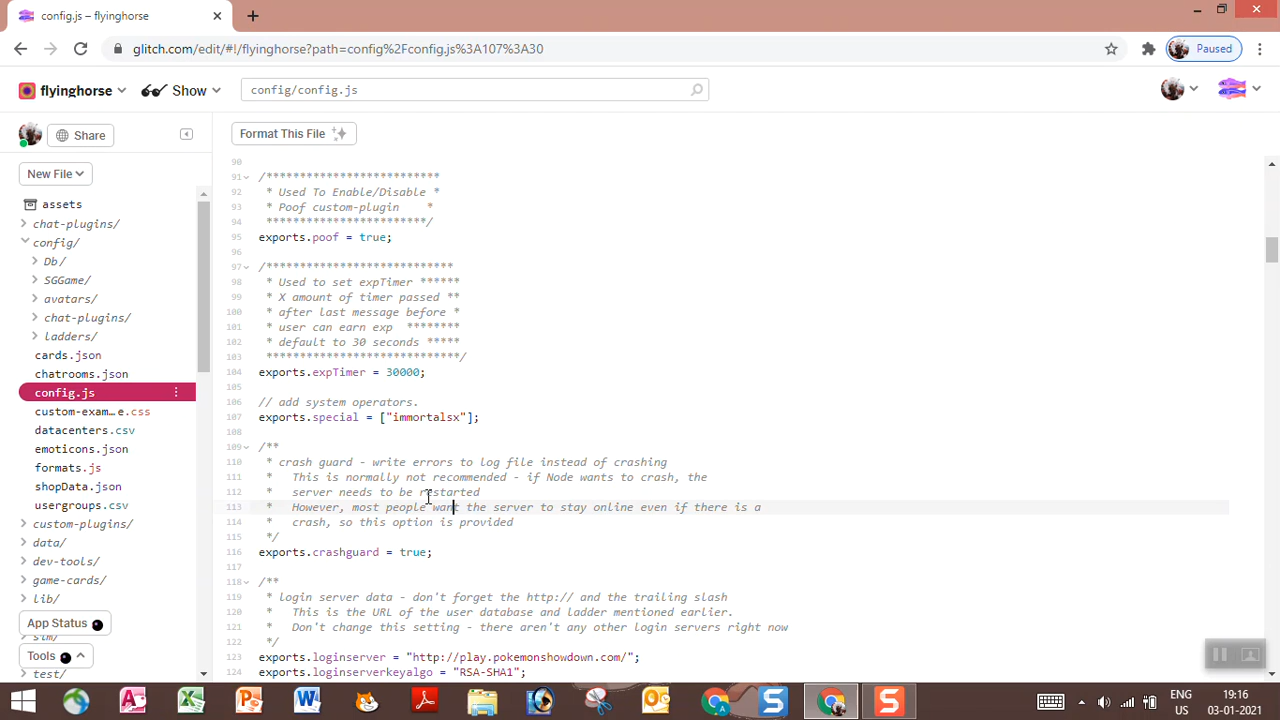 config.js — flyinghorse
glitch.com/edit/#!/flyinghorse?path=config%2Fconfig.js%3A107%3A30
Paused
flyinghorse
Show
config/config.js
Share
Format This File
New File
assets
chat-plugins/
config/
Db/
SGGame/
avatars/
chat-plugins/
ladders/
cards.json
chatrooms.json
config.js
custom-exam…e.css
datacenters.csv
emoticons.json
formats.js
shopData.json
usergroups.csv
custom-plugins/
data/
dev-tools/
game-cards/
lib/
App Status
sim/
Tools
test/
90
91 /*************************
92 * Used To Enable/Disable *
93 * Poof custom-plugin    *
94 ************************/
95 exports.poof = true;
96
97 /***************************
98 * Used to set expTimer ******
99 * X amount of timer passed **
100 * after last message before *
101 * user can earn exp  ********
102 * default to 30 seconds *****
103 *****************************/
104 exports.expTimer = 30000;
105
106 // add system operators.
107 exports.special = ["immortalsx"];
108
109 /**
110 * crash guard - write errors to log file instead of crashing
111 *   This is normally not recommended - if Node wants to crash, the
112 *   server needs to be restarted
113 *   However, most people want the server to stay online even if there is a
114 *   crash, so this option is provided
115 */
116 exports.crashguard = true;
117
118 /**
119 * login server data - don't forget the http:// and the trailing slash
120 *   This is the URL of the user database and ladder mentioned earlier.
121 *   Don't change this setting - there aren't any other login servers right now
122 */
123 exports.loginserver = "http://play.pokemonshowdown.com/";
124 exports.loginserverkeyalgo = "RSA-SHA1";
ENG
US
19:16
03-01-2021